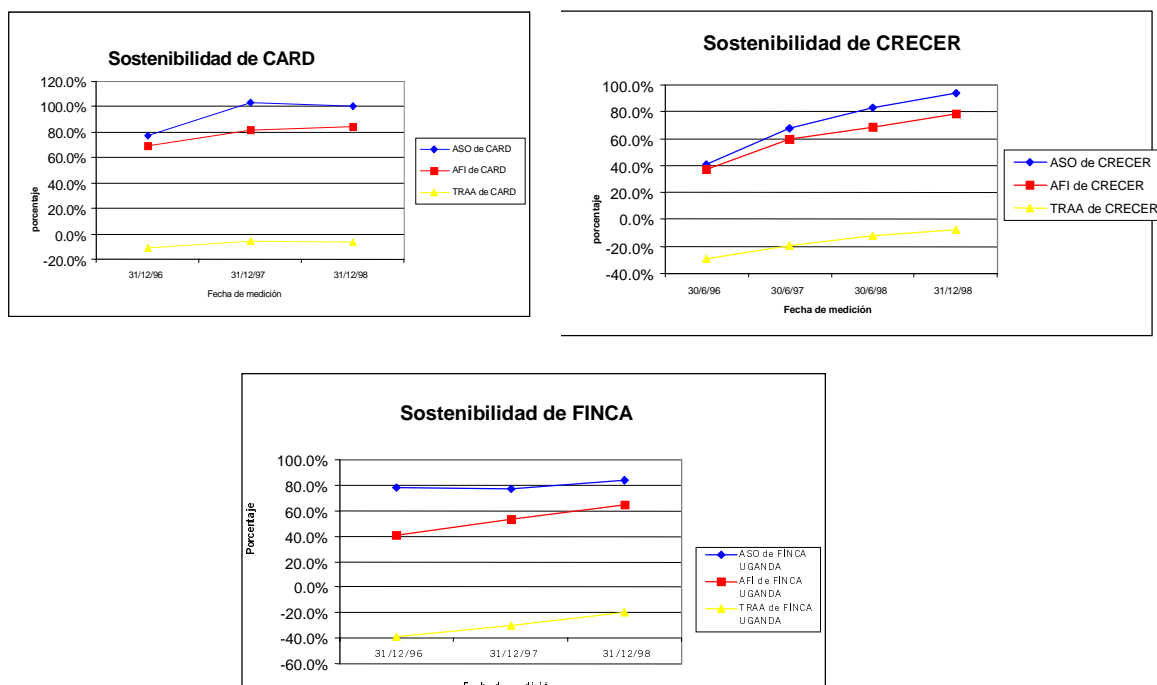 Sostenibilidad de CARD
120.0%
100.0%
80.0%
60.0%
40.0%
20.0%
0.0%
-20.0%
porcentaje
31/12/96 31/12/97 31/12/98
Fecha de medición
ASO de CARD
AFI de CARD
TRAA de CARD
Sostenibilidad de CRECER
100.0%
80.0%
60.0%
40.0%
20.0%
0.0%
-20.0%
-40.0%
porcentaje
30/6/96 30/6/97 30/6/98 31/12/98
Fecha de medición
ASO de CRECER
AFI de CRECER
TRAA de CRECER
Sostenibilidad de FINCA
100.0%
80.0%
60.0%
40.0%
20.0%
0.0%
-20.0%
-40.0%
-60.0%
Porcentaje
31/12/96 31/12/97 31/12/98
Fecha de medición
ASO de FINCA
UGANDA
AFI de FINCA
UGANDA
TRAA de FINCA
UGANDA